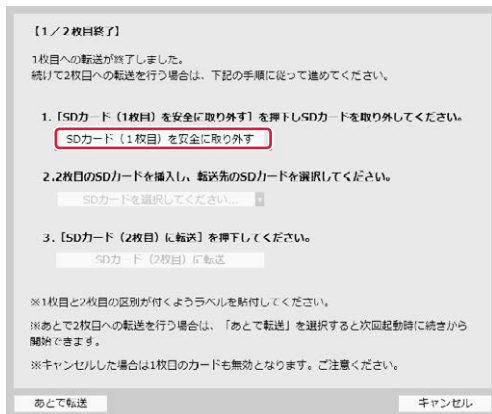 【1/2枚目終了】
1枚目への転送が終了しました。
続けて2枚目への転送を行う場合は、下記の手順に従って進めてください。
1.［SDカード（1枚目）を安全に取り外す］を押下しSDカードを取り外してください。
SDカード（1枚目）を安全に取り外す
2.2枚目のSDカードを挿入し、転送先のSDカードを選択してください。
SDカードを選択してください...
3.［SDカード（2枚目）に転送］を押下してください。
SDカード（2枚目）に転送
※1枚目と2枚目の区別が付くようラベルを貼付してください。
※あとで2枚目への転送を行う場合は、「あとで転送」を選択すると次回起動時に続きから
開始できます。
※キャンセルした場合は1枚目のカードも無効となります。ご注意ください。
あとで転送
キャンセル